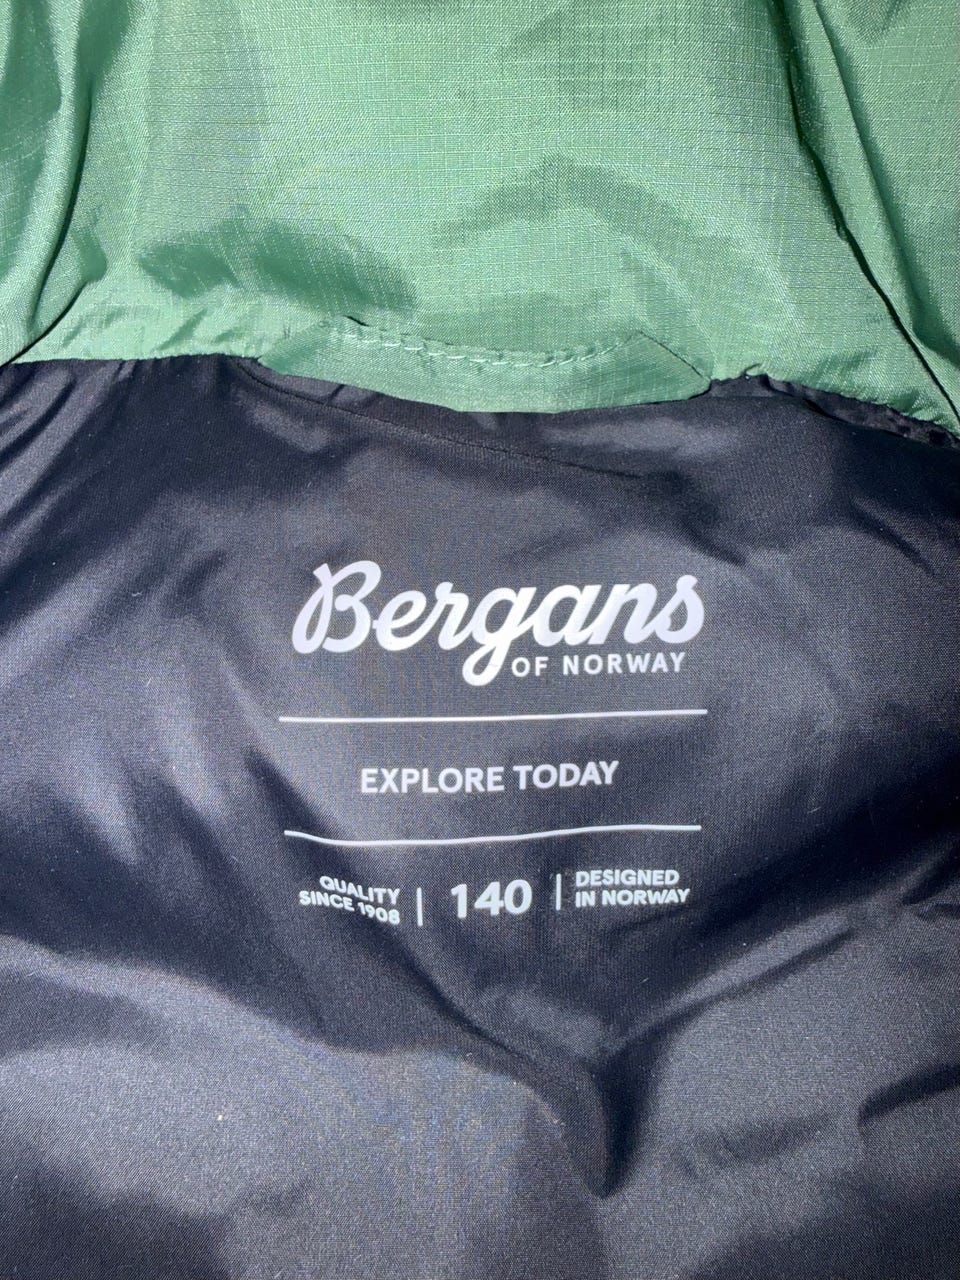 Bergans
OF NORWAY
EXPLORE TODAY
QUALITY
SINCE 1908
140
DESIGNED
IN NORWAY